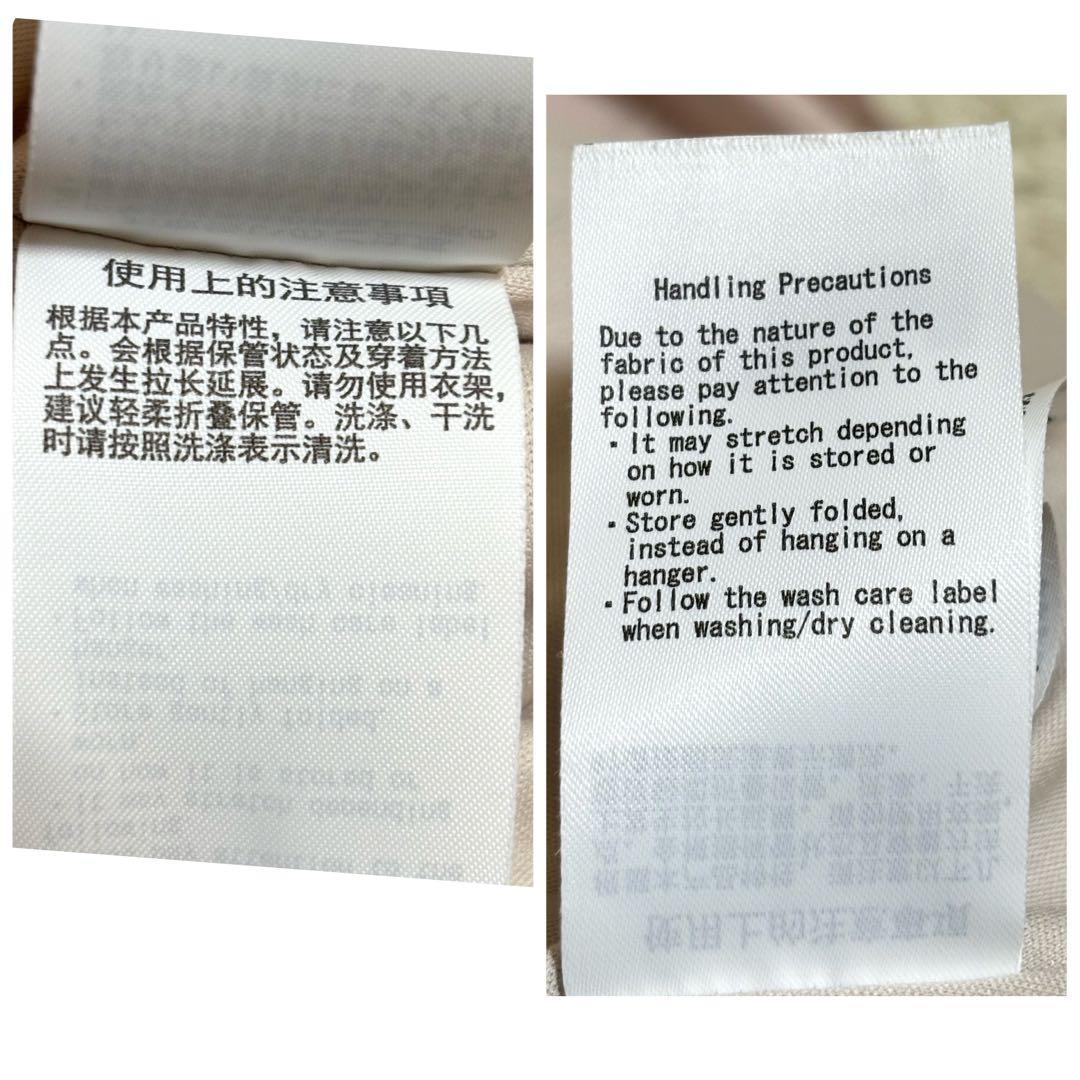 使用上的注意事項
根据本产品特性，请注意以下几
点。会根据保管状态及穿着方法
上发生拉长延展。请勿使用衣架，
建议轻柔折叠保管。洗涤、干洗
时请按照洗涤表示清洗。
Handling Precautions
Due to the nature of the
fabric of this product,
please pay attention to the
following.
・It may stretch depending
on how it is stored or
worn.
・Store gently folded,
instead of hanging on a
hanger.
・Follow the wash care label
when washing/dry cleaning.